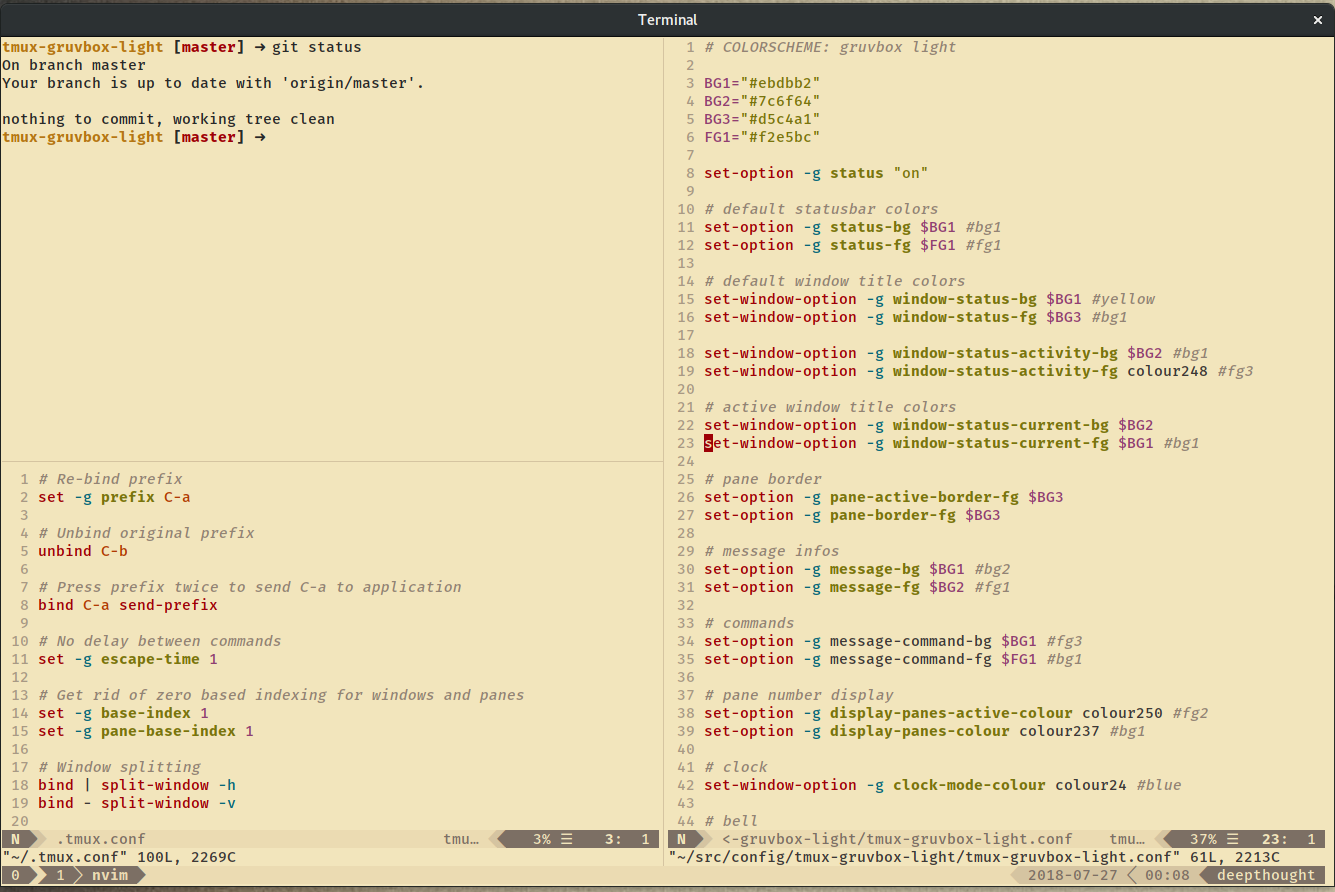 Terminal ×
tmux-gruvbox-light [master] ➜ git status
On branch master
Your branch is up to date with 'origin/master'.

nothing to commit, working tree clean
tmux-gruvbox-light [master] ➜
1 # Re-bind prefix
2 set -g prefix C-a
3
4 # Unbind original prefix
5 unbind C-b
6
7 # Press prefix twice to send C-a to application
8 bind C-a send-prefix
9
10 # No delay between commands
11 set -g escape-time 1
12
13 # Get rid of zero based indexing for windows and panes
14 set -g base-index 1
15 set -g pane-base-index 1
16
17 # Window splitting
18 bind | split-window -h
19 bind - split-window -v
20
N .tmux.conf tmu… 3% ☰ 3: 1
"~/.tmux.conf" 100L, 2269C
1 # COLORSCHEME: gruvbox light
2
3 BG1="#ebdbb2"
4 BG2="#7c6f64"
5 BG3="#d5c4a1"
6 FG1="#f2e5bc"
7
8 set-option -g status "on"
9
10 # default statusbar colors
11 set-option -g status-bg $BG1 #bg1
12 set-option -g status-fg $FG1 #fg1
13
14 # default window title colors
15 set-window-option -g window-status-bg $BG1 #yellow
16 set-window-option -g window-status-fg $BG3 #bg1
17
18 set-window-option -g window-status-activity-bg $BG2 #bg1
19 set-window-option -g window-status-activity-fg colour248 #fg3
20
21 # active window title colors
22 set-window-option -g window-status-current-bg $BG2
23 set-window-option -g window-status-current-fg $BG1 #bg1
24
25 # pane border
26 set-option -g pane-active-border-fg $BG3
27 set-option -g pane-border-fg $BG3
28
29 # message infos
30 set-option -g message-bg $BG1 #bg2
31 set-option -g message-fg $BG2 #fg1
32
33 # commands
34 set-option -g message-command-bg $BG1 #fg3
35 set-option -g message-command-fg $FG1 #bg1
36
37 # pane number display
38 set-option -g display-panes-active-colour colour250 #fg2
39 set-option -g display-panes-colour colour237 #bg1
40
41 # clock
42 set-window-option -g clock-mode-colour colour24 #blue
43
44 # bell
N <-gruvbox-light/tmux-gruvbox-light.conf tmu… 37% ☰ 23: 1
"~/src/config/tmux-gruvbox-light/tmux-gruvbox-light.conf" 61L, 2213C
0 1 nvim 2018-07-27 00:08 deepthought